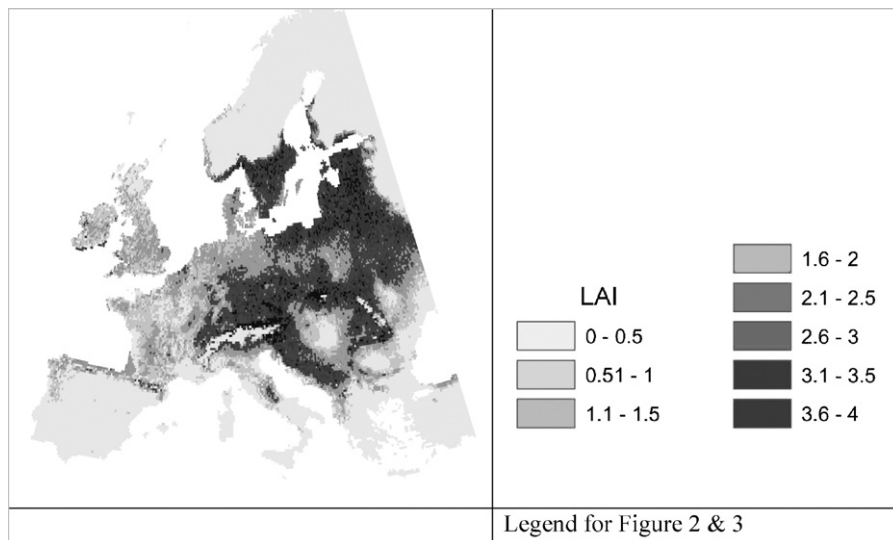 LAI
0 - 0.5
0.51 - 1
1.1 - 1.5
1.6 - 2
2.1 - 2.5
2.6 - 3
3.1 - 3.5
3.6 - 4
Legend for Figure 2 & 3